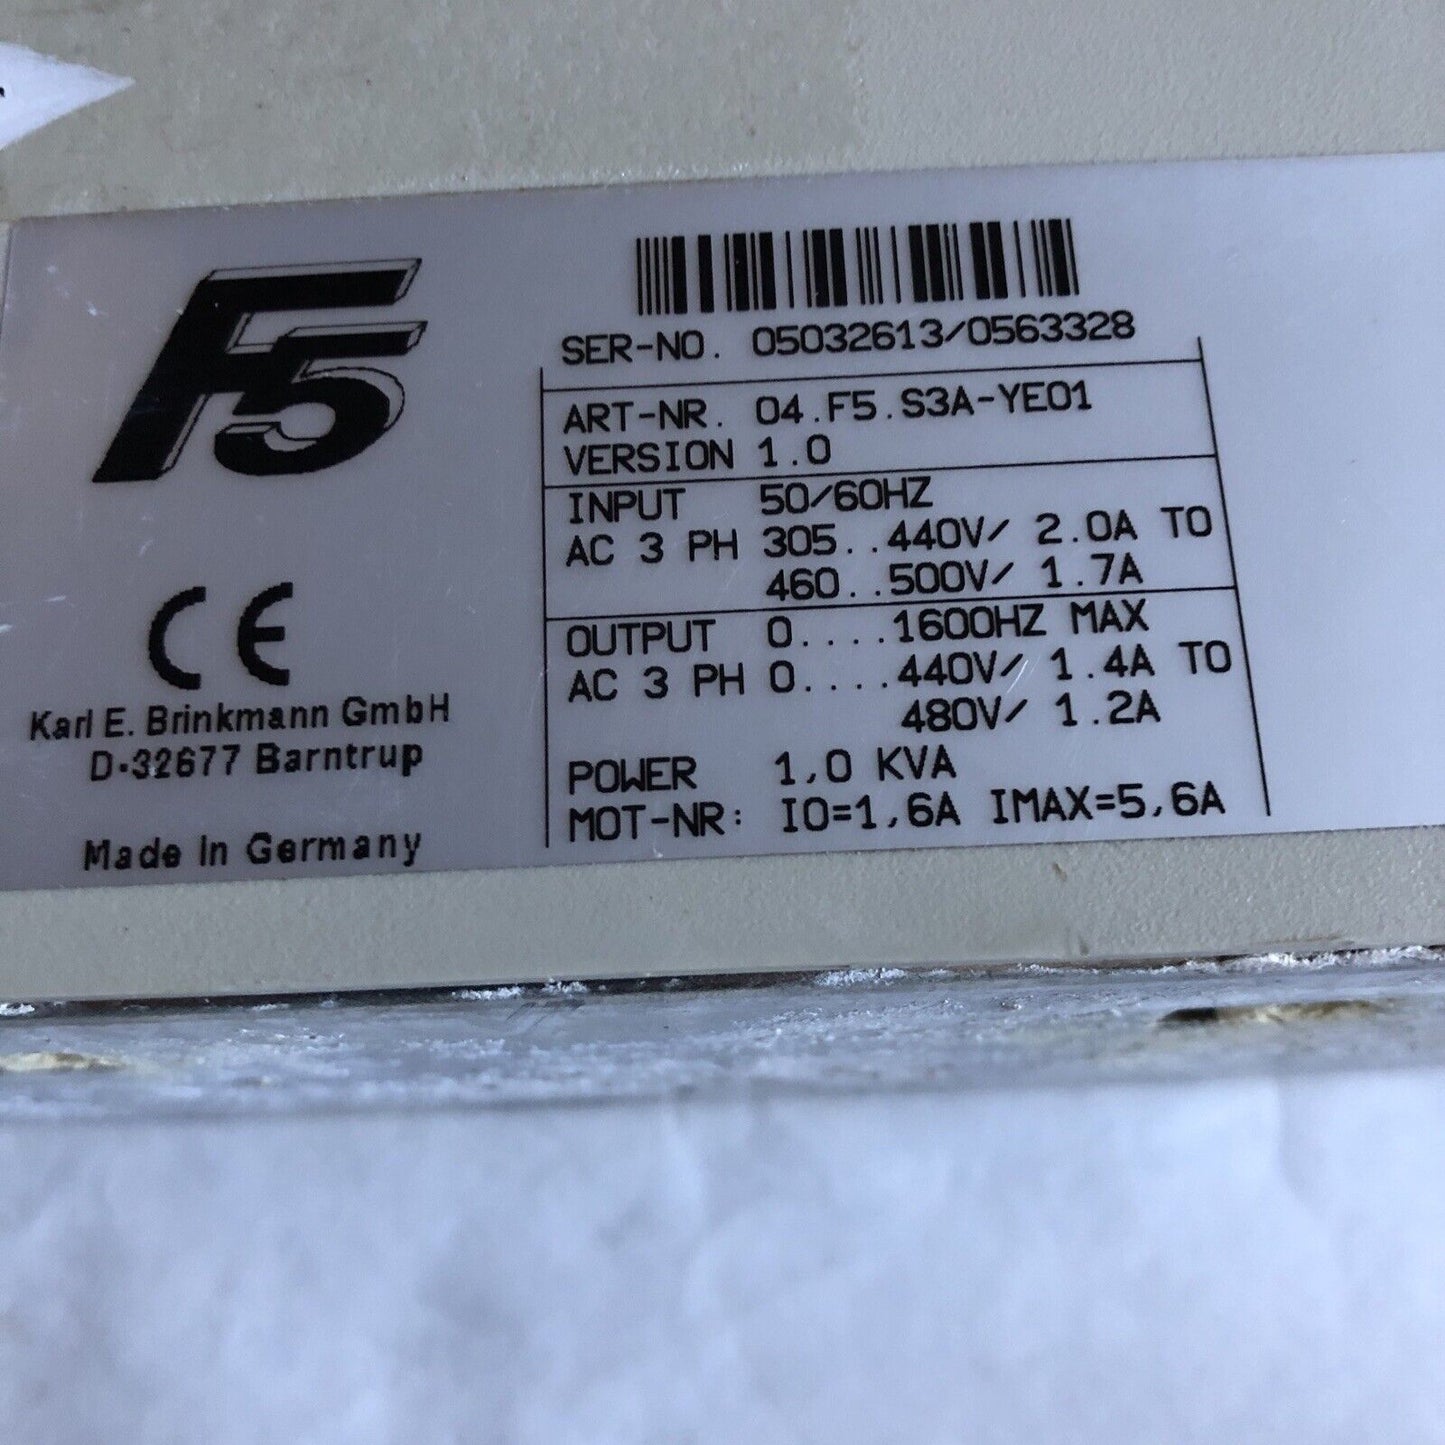 F5
CE
Karl E. Brinkmann GmbH
D-32677 Barntrup
Made in Germany
SER-NO. 05032613/0563328
ART-NR. 04.F5.S3A-YE01
VERSION 1.0
INPUT 50/60HZ
AC 3 PH 305..440V/ 2.0A TO
460..500V/ 1.7A
OUTPUT 0....1600HZ MAX
AC 3 PH 0....440V/ 1.4A TO
480V/ 1.2A
POWER 1,0 KVA
MOT-NR: I0=1,6A IMAX=5,6A